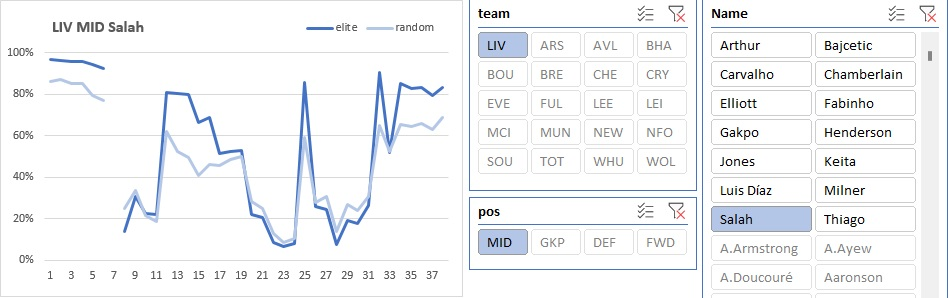 LIV MID Salah
elite random
100%
80%
60%
40%
20%
0%
1 3 5 7 9 11 13 15 17 19 21 23 25 27 29 31 33 35 37
team
LIV ARS AVL BHA
BOU BRE CHE CRY
EVE FUL LEE LEI
MCI MUN NEW NFO
SOU TOT WHU WOL
pos
MID GKP DEF FWD
Name
Arthur Bajcetic
Carvalho Chamberlain
Elliott Fabinho
Gakpo Henderson
Jones Keita
Luis Díaz Milner
Salah Thiago
A.Armstrong A.Ayew
A.Doucouré Aaronson